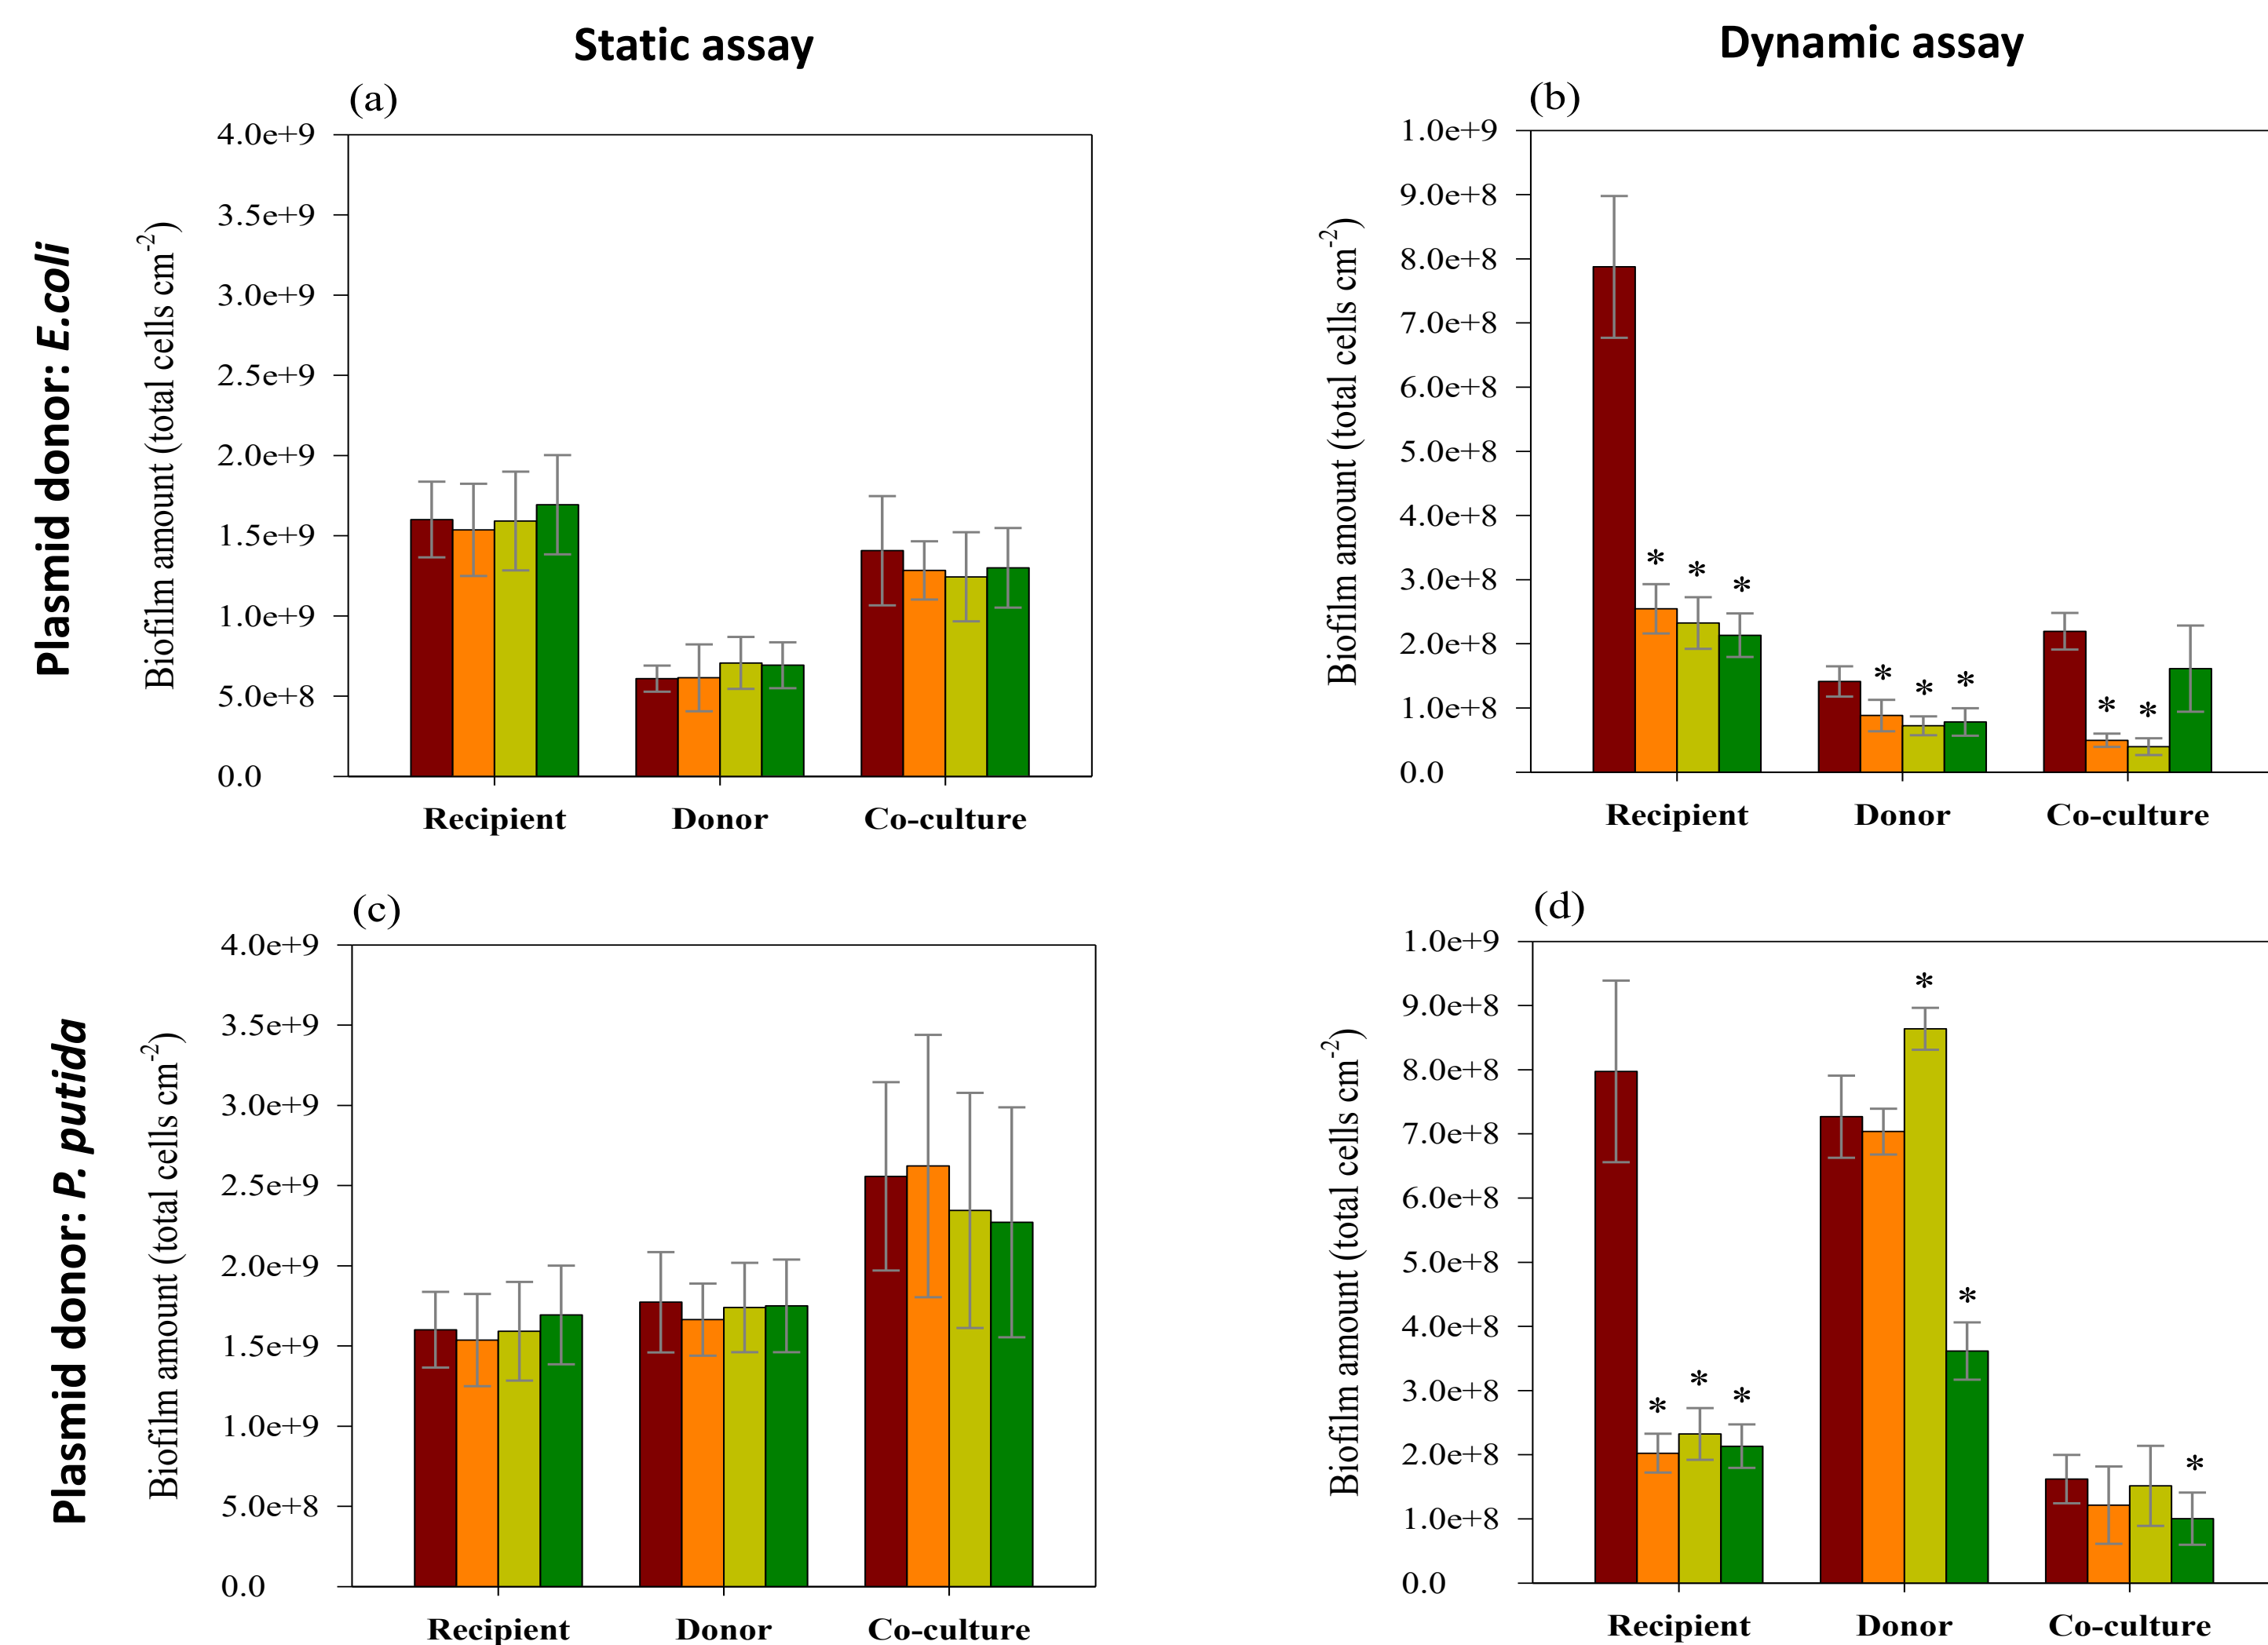 Static assay
Dynamic assay
Plasmid donor: E.coli
(a)
Biofilm amount (total cells cm-2)
4.0e+9
3.5e+9
3.0e+9
2.5e+9
2.0e+9
1.5e+9
1.0e+9
5.0e+8
0.0
Recipient
Donor
Co-culture
(b)
Biofilm amount (total cells cm-2)
1.0e+9
9.0e+8
8.0e+8
7.0e+8
6.0e+8
5.0e+8
4.0e+8
3.0e+8
2.0e+8
1.0e+8
0.0
* * *
* * *
* *
Recipient
Donor
Co-culture
Plasmid donor: P. putida
(c)
Biofilm amount (total cells cm-2)
4.0e+9
3.5e+9
3.0e+9
2.5e+9
2.0e+9
1.5e+9
1.0e+9
5.0e+8
0.0
Recipient
Donor
Co-culture
(d)
Biofilm amount (total cells cm-2)
1.0e+9
9.0e+8
8.0e+8
7.0e+8
6.0e+8
5.0e+8
4.0e+8
3.0e+8
2.0e+8
1.0e+8
0.0
* * *
* *
*
Recipient
Donor
Co-culture